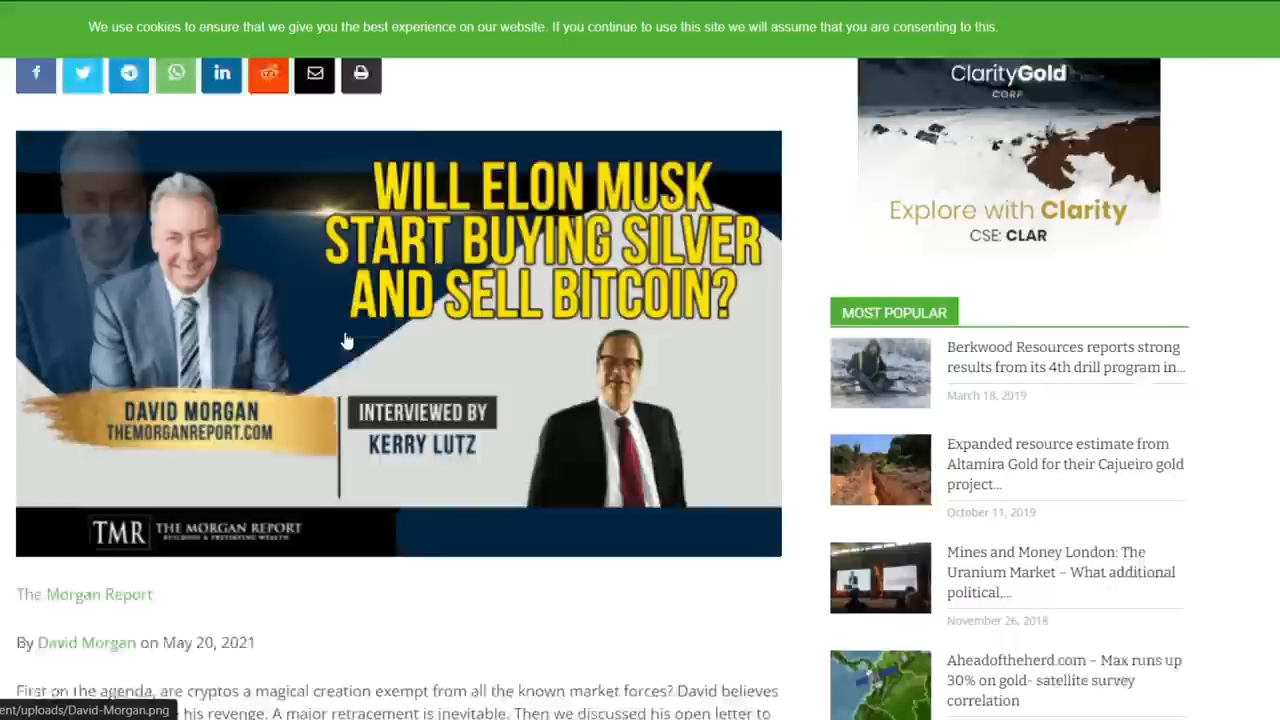 We use cookies to ensure that we give you the best experience on our website. If you continue to use this site we will assume that you are consenting to this.
ClarityGold
CORP
WILL ELON MUSK
START BUYING SILVER
AND SELL BITCOIN?
Explore with Clarity
CSE: CLAR
DAVID MORGAN
THEMORGANREPORT.COM
INTERVIEWED BY
KERRY LUTZ
TMR THE MORGAN REPORT
The Morgan Report
By David Morgan on May 20, 2021
First on the agenda, are cryptos a magical creation exempt from all the known market forces? David believes
his revenge. A major retracement is inevitable. Then we discussed his open letter to
ent/uploads/David-Morgan.png
MOST POPULAR
Berkwood Resources reports strong
results from its 4th drill program in...
March 18, 2019
Expanded resource estimate from
Altamira Gold for their Cajueiro gold
project...
October 11, 2019
Mines and Money London: The
Uranium Market – What additional
political,...
November 26, 2018
Aheadoftheherd.com – Max runs up
30% on gold- satellite survey
correlation